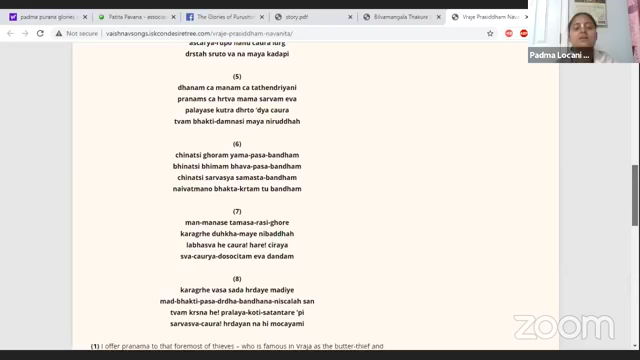 padma purana glories
Patita Pavana – associa
The Glories of Purush
story.pdf
Bilvamangala Thakure
Vraje Prasiddham Nav
Not secure
vaishnavsongs.iskcondesiretree.com/vraje-prasiddham-navanita/
Padma Locani
ascarya-rupo nanu caura
drstah sruto va na maya kadapi
(5)
dhanam ca manam ca tathendriyani
pranams ca hrtva mama sarvam eva
palayase kutra dhrto 'dya caura
tvam bhakti-damnasi maya niruddhah
(6)
chinatsi ghoram yama-pasa-bandham
bhinatsi bhimam bhava-pasa-bandham
chinatsi sarvasya samasta-bandham
naivatmano bhakta-krtam tu bandham
(7)
man-manase tamasa-rasi-ghore
karagrhe duhkha-maye nibaddhah
labhasva he caura! hare! ciraya
sva-caurya-dosocitam eva dandam
(8)
karagrhe vasa sada hrdaye madiye
mad-bhakti-pasa-drdha-bandhana-niscalah san
tvam krsna he! pralaya-koti-satantare 'pi
sarvasva-caura! hrdayan na hi mocayami
(1) I offer pranama to that foremost of thieves – who is famous in Vraja as the butter-thief and
zoom